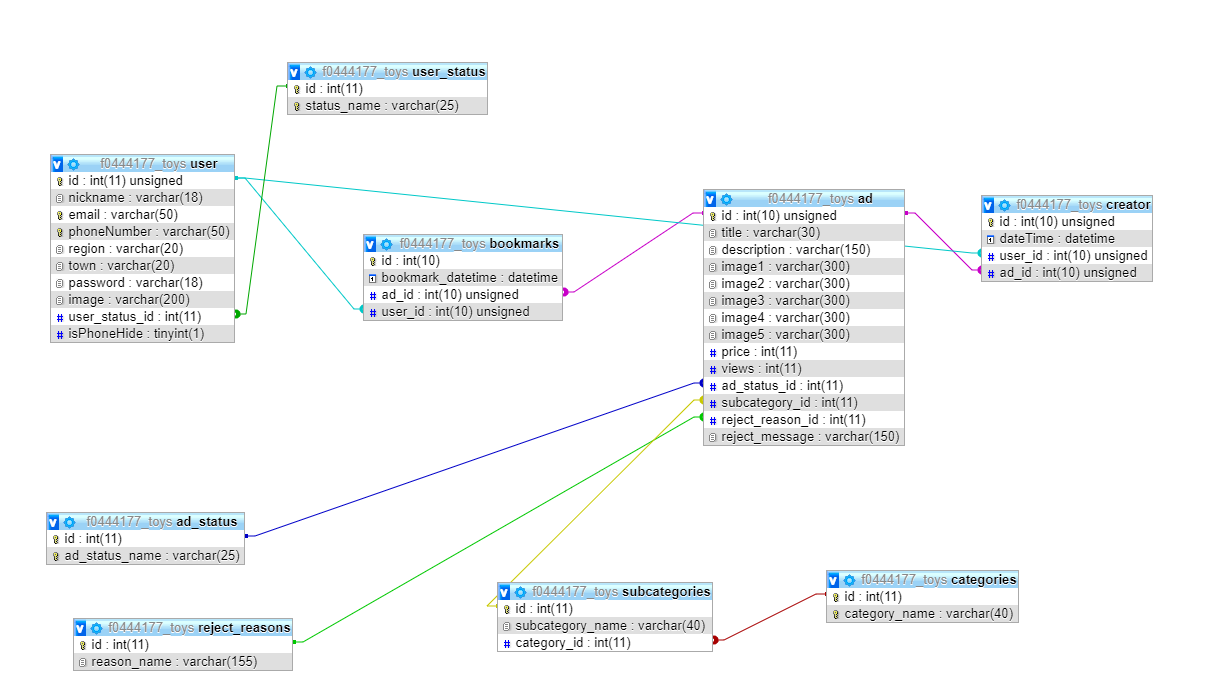 f0444177_toys user_status
id : int(11)
status_name : varchar(25)
f0444177_toys user
id : int(11) unsigned
nickname : varchar(18)
email : varchar(50)
phoneNumber : varchar(50)
region : varchar(20)
town : varchar(20)
password : varchar(18)
image : varchar(200)
user_status_id : int(11)
isPhoneHide : tinyint(1)
f0444177_toys bookmarks
id : int(10)
bookmark_datetime : datetime
ad_id : int(10) unsigned
user_id : int(10) unsigned
f0444177_toys ad
id : int(10) unsigned
title : varchar(30)
description : varchar(150)
image1 : varchar(300)
image2 : varchar(300)
image3 : varchar(300)
image4 : varchar(300)
image5 : varchar(300)
price : int(11)
views : int(11)
ad_status_id : int(11)
subcategory_id : int(11)
reject_reason_id : int(11)
reject_message : varchar(150)
f0444177_toys creator
id : int(10) unsigned
dateTime : datetime
user_id : int(10) unsigned
ad_id : int(10) unsigned
f0444177_toys ad_status
id : int(11)
ad_status_name : varchar(25)
f0444177_toys reject_reasons
id : int(11)
reason_name : varchar(155)
f0444177_toys subcategories
id : int(11)
subcategory_name : varchar(40)
category_id : int(11)
f0444177_toys categories
id : int(11)
category_name : varchar(40)